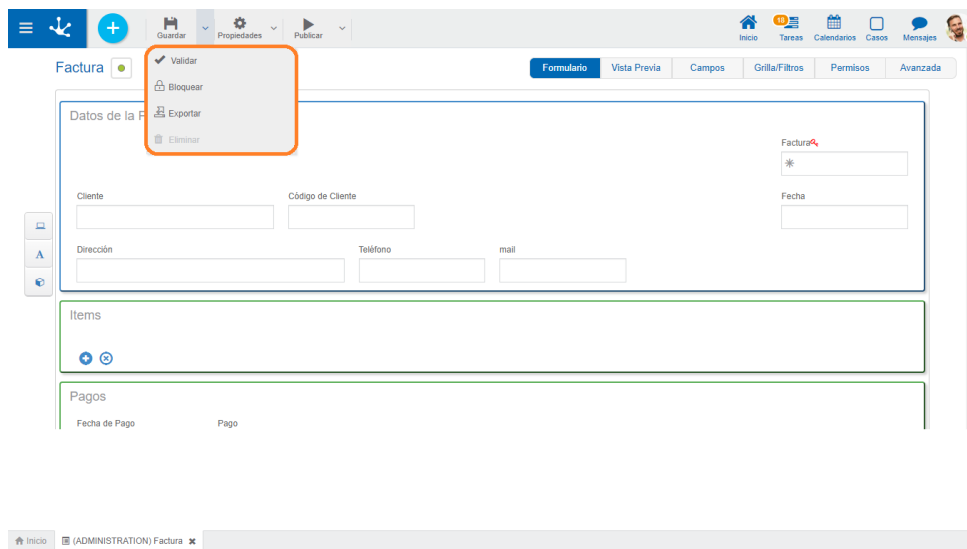 Guardar Propiedades Publicar
15
Inicio Tareas Calendarios Casos Mensajes
Validar
Bloquear
Exportar
Eliminar
Factura
Formulario Vista Previa Campos Grilla/Filtros Permisos Avanzada
Datos de la F
Factura
Cliente Código de Cliente Fecha
Dirección Teléfono mail
A
Items
Pagos
Fecha de Pago Pago
Inicio (ADMINISTRATION) Factura